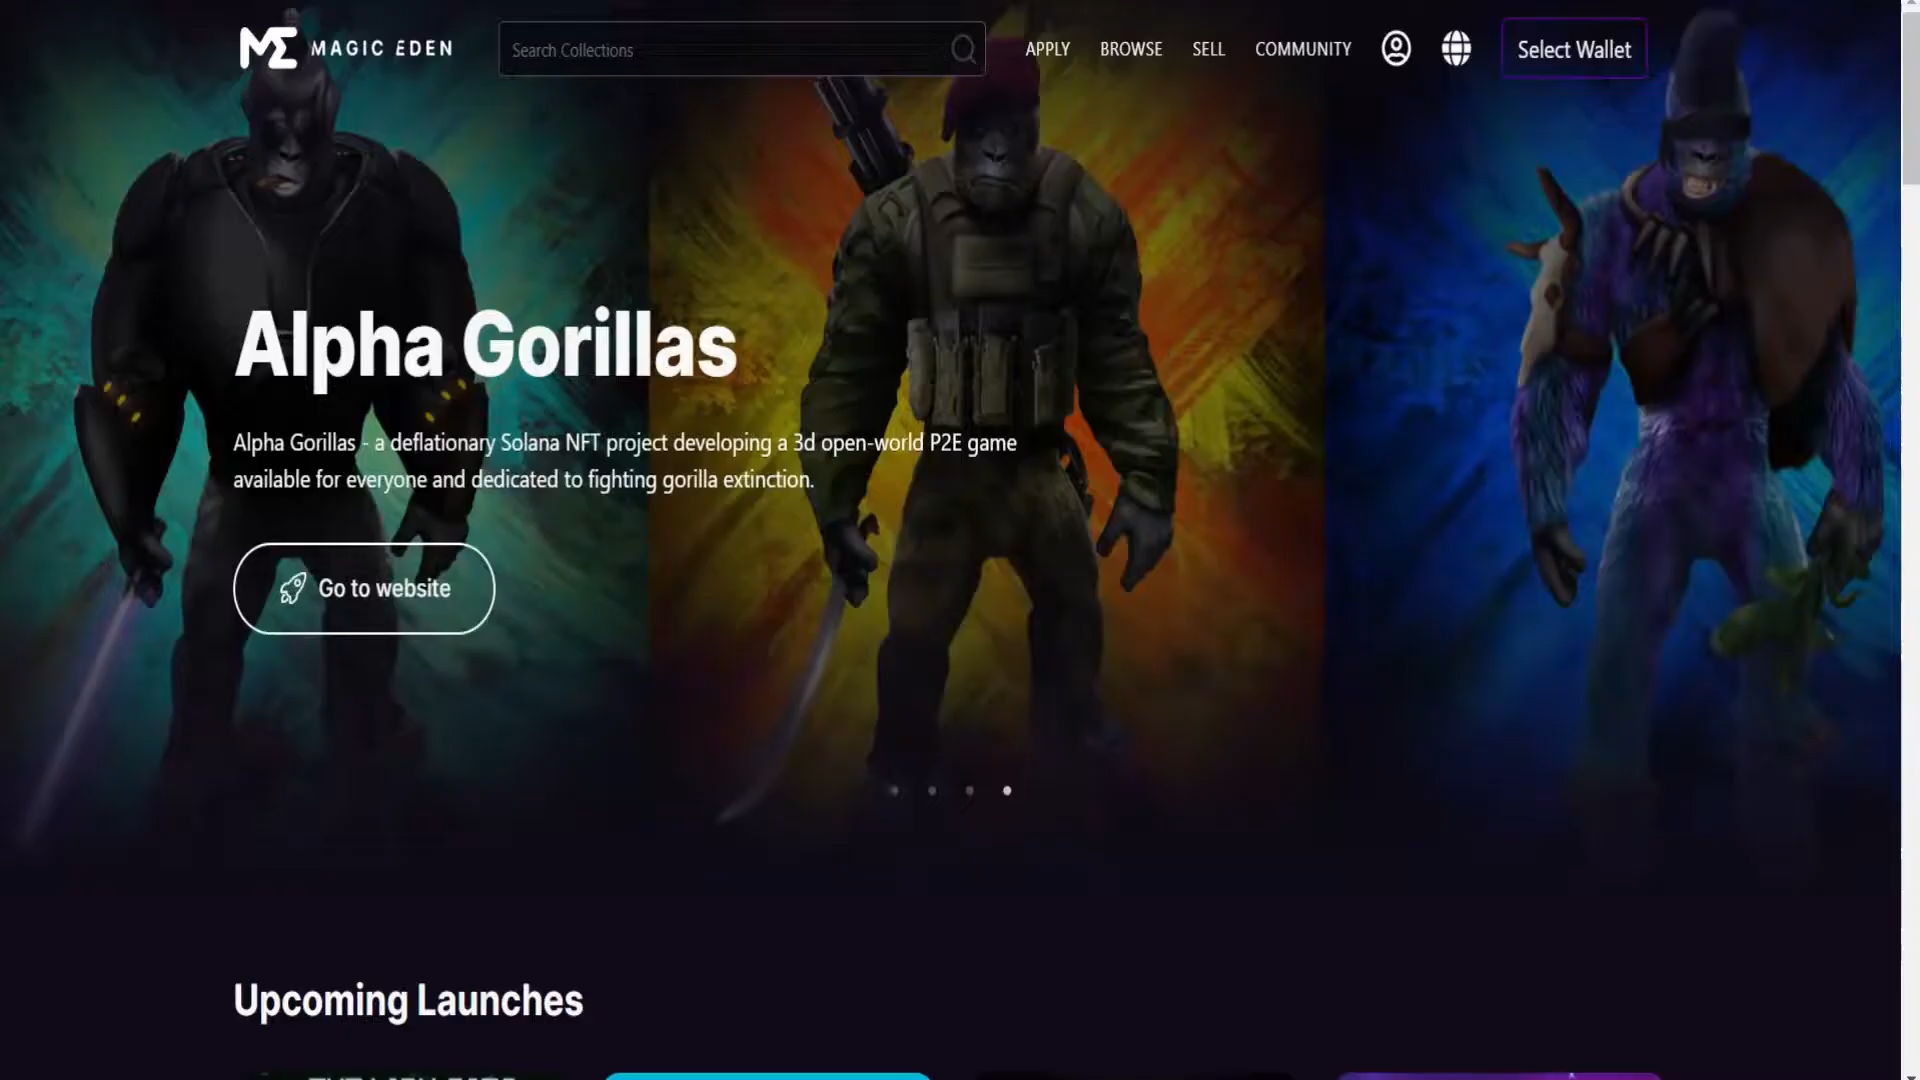 MAGIC EDEN
Search Collections
APPLY
BROWSE
SELL
COMMUNITY
Select Wallet
Alpha Gorillas
Alpha Gorillas - a deflationary Solana NFT project developing a 3d open-world P2E game
available for everyone and dedicated to fighting gorilla extinction.
Go to website
Upcoming Launches